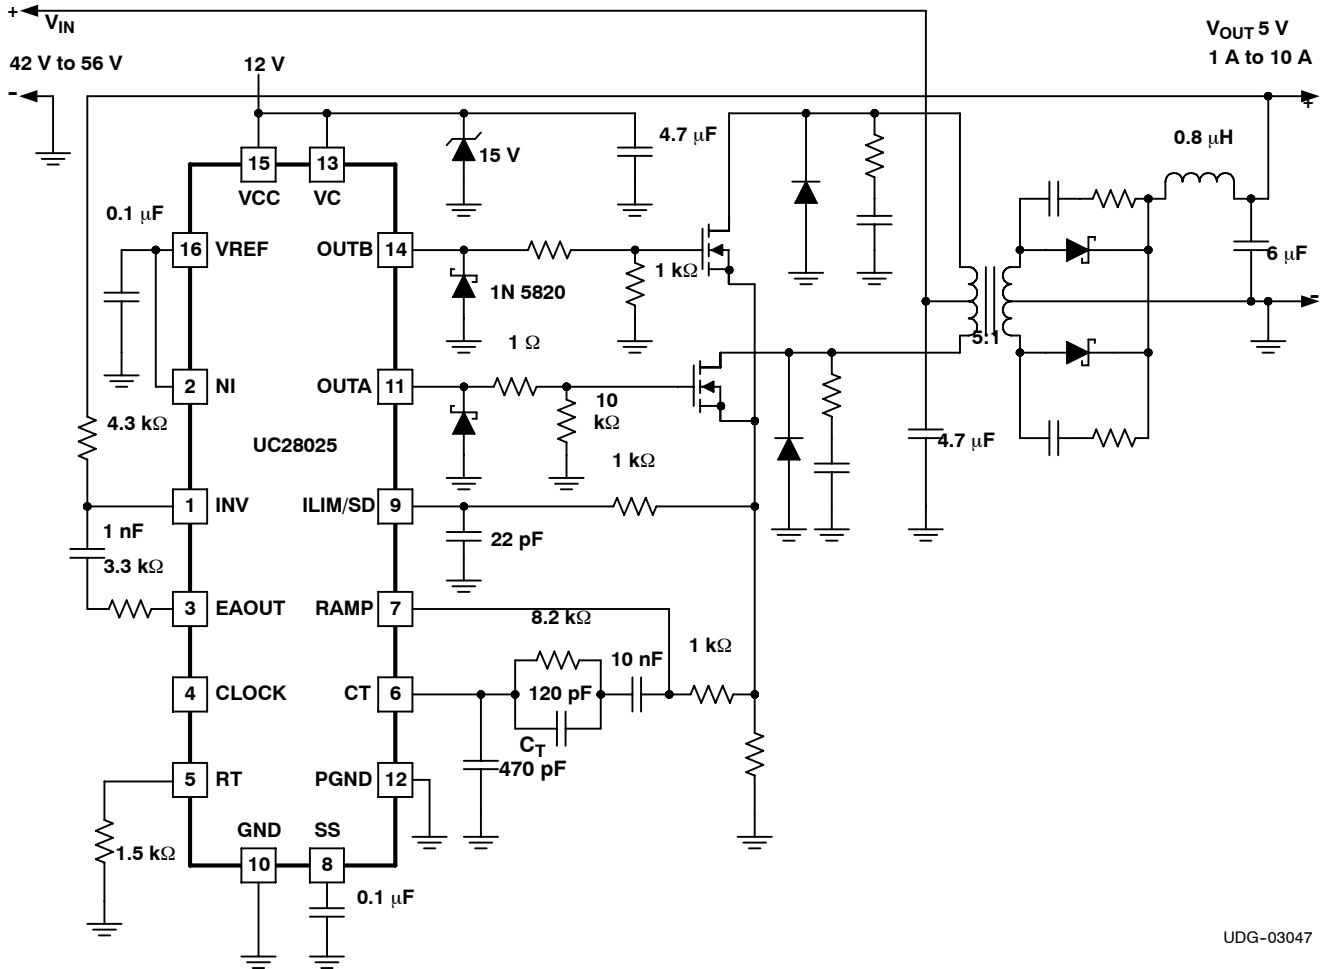 +
V_IN
V_OUT 5 V
42 V to 56 V
12 V
1 A to 10 A
-
+
4.7 μF
0.8 μH
15 V
15
13
VCC
VC
0.1 μF
16
VREF
OUTB
14
1 kΩ
6 μF
1N 5820
-
1 Ω
5:1
2
NI
OUTA
11
10
kΩ
4.3 kΩ
UC28025
4.7 μF
1 kΩ
1
INV
ILIM/SD
9
1 nF
22 pF
3.3 kΩ
3
EAOUT
RAMP
7
8.2 kΩ
1 kΩ
10 nF
4
CLOCK
CT
6
120 pF
C_T
470 pF
5
RT
PGND
12
GND
SS
1.5 kΩ
10
8
0.1 μF
UDG-03047